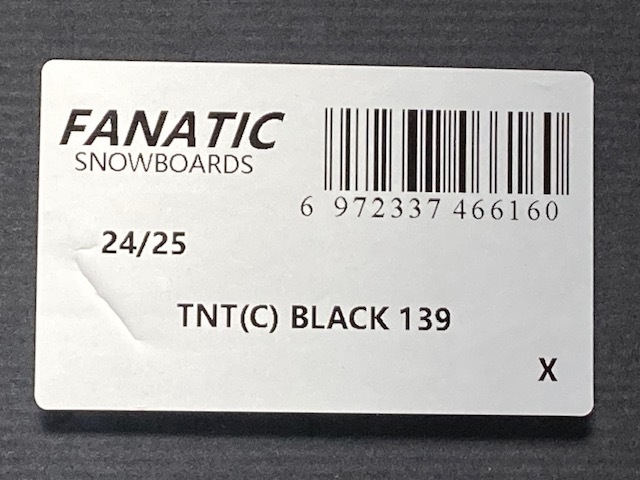 FANATIC
SNOWBOARDS
6 972337 466160
24/25
TNT(C) BLACK 139
X